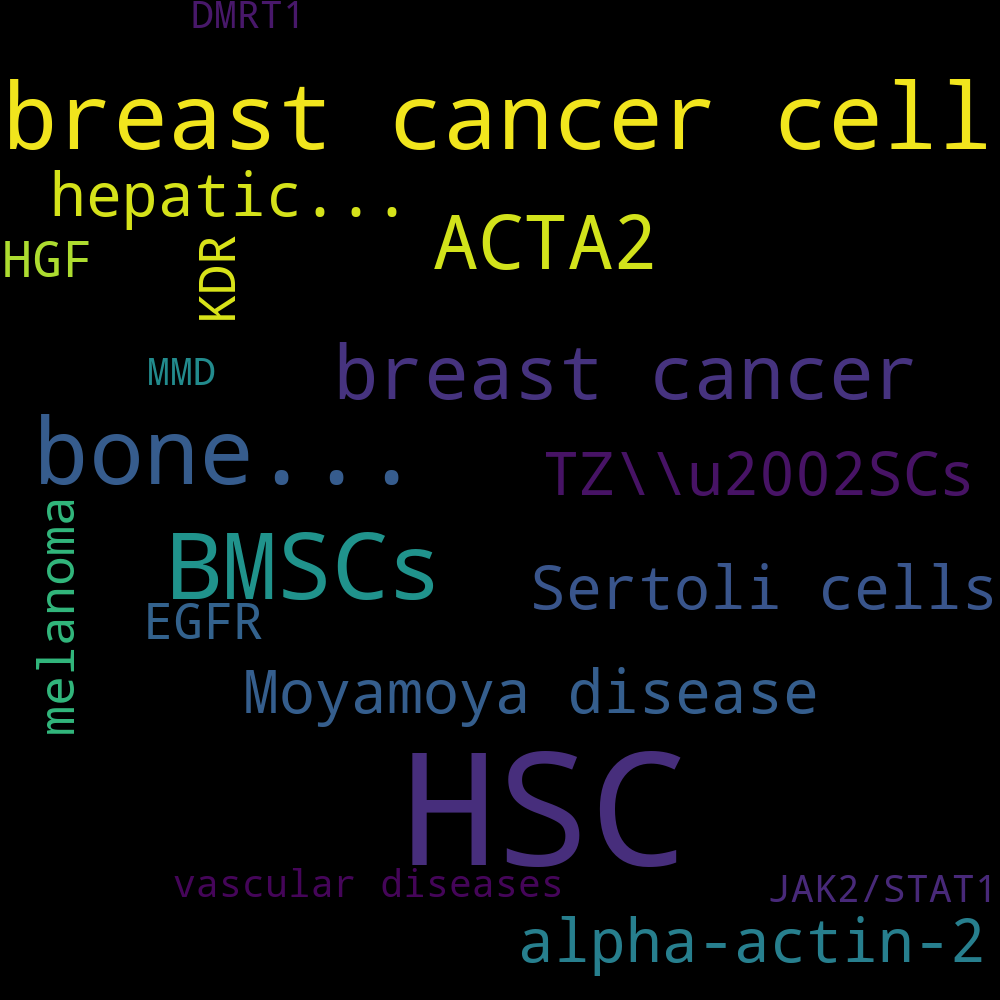 DMRT1
breast cancer cell
hepatic...
ACTA2
HGF
KDR
MMD
breast cancer
bone...
TZ\\u2002SCs
melanoma
BMSCs
Sertoli cells
EGFR
Moyamoya disease
HSC
vascular diseases
JAK2/STAT1
alpha-actin-2